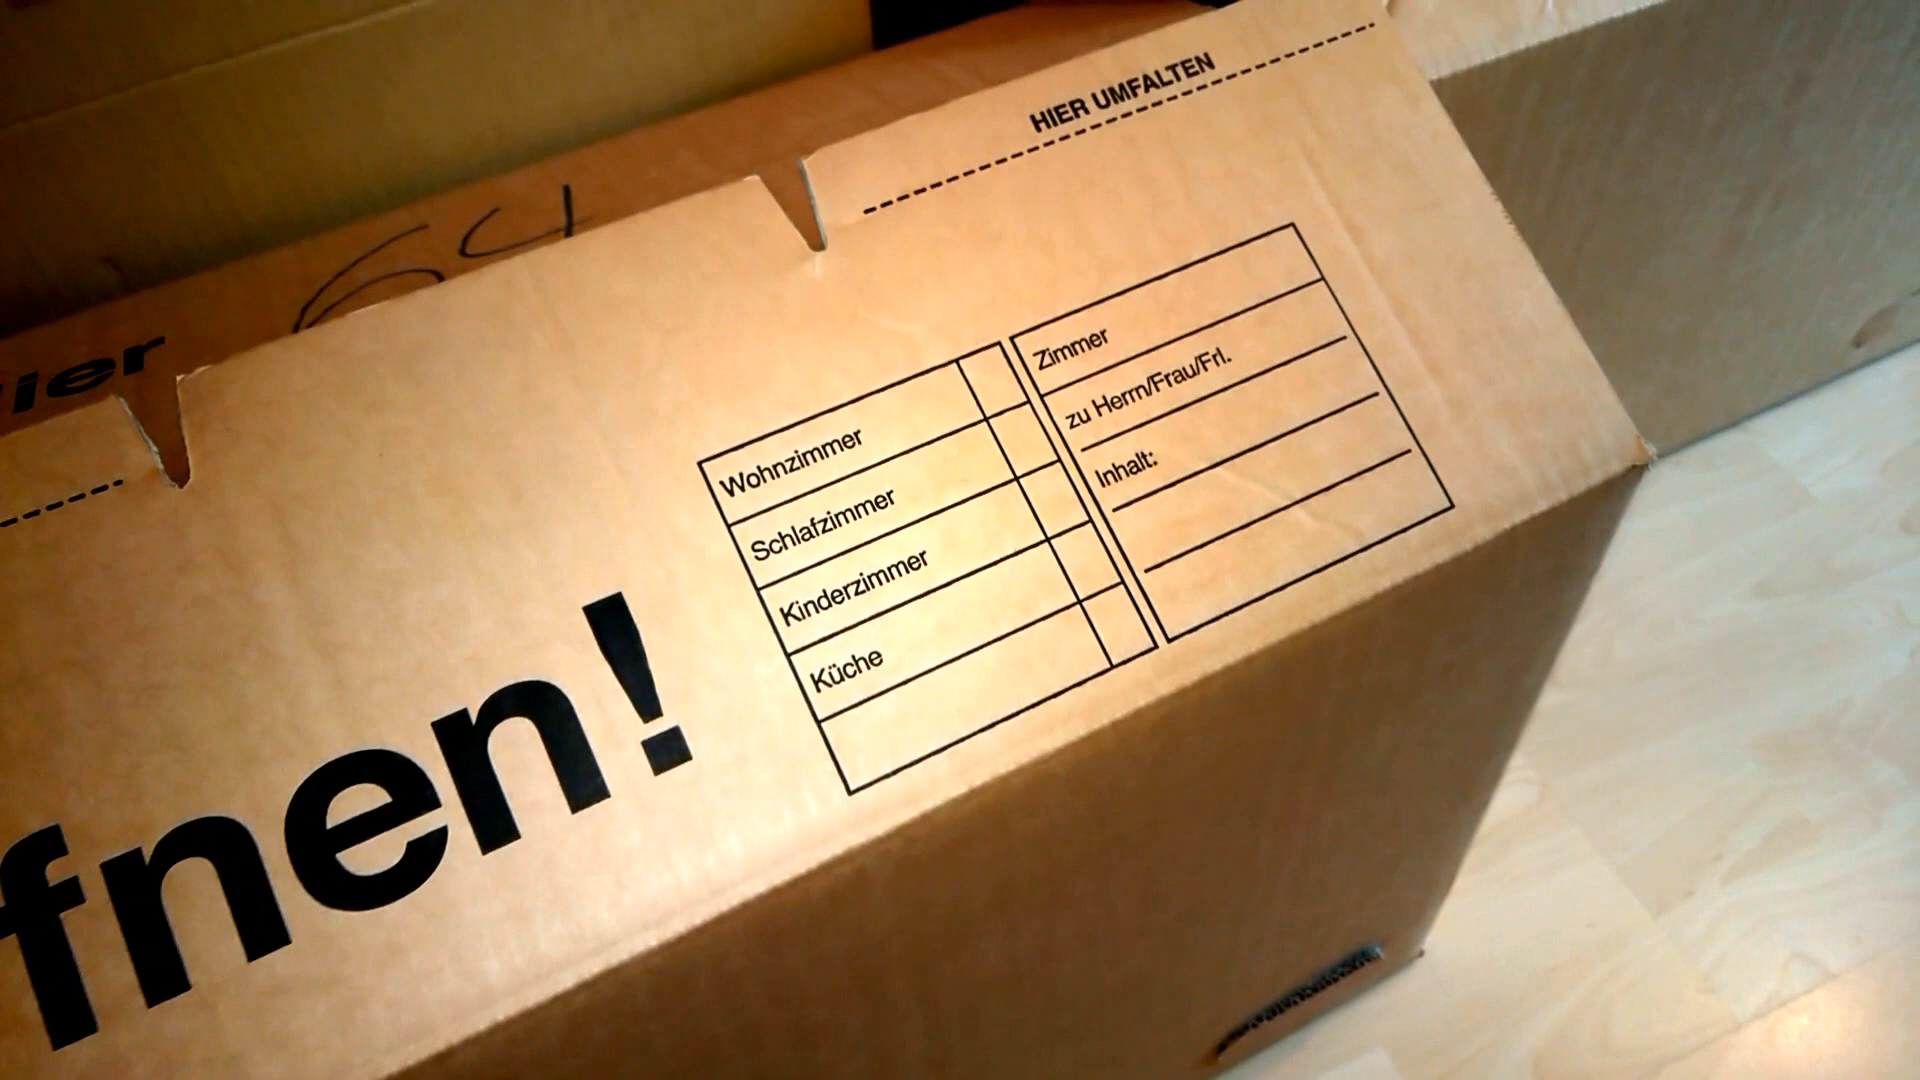 HIER UMFALTEN
64
ier
Wohnzimmer
Schlafzimmer
Kinderzimmer
Küche
Zimmer
zu Herrn/Frau/Frl.
Inhalt:
fnen!